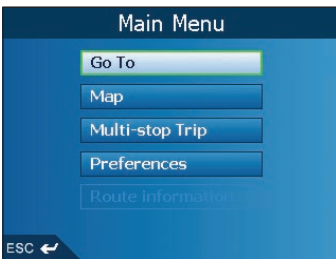 Main Menu
Go To
Map
Multi-stop Trip
Preferences
Route information
ESC